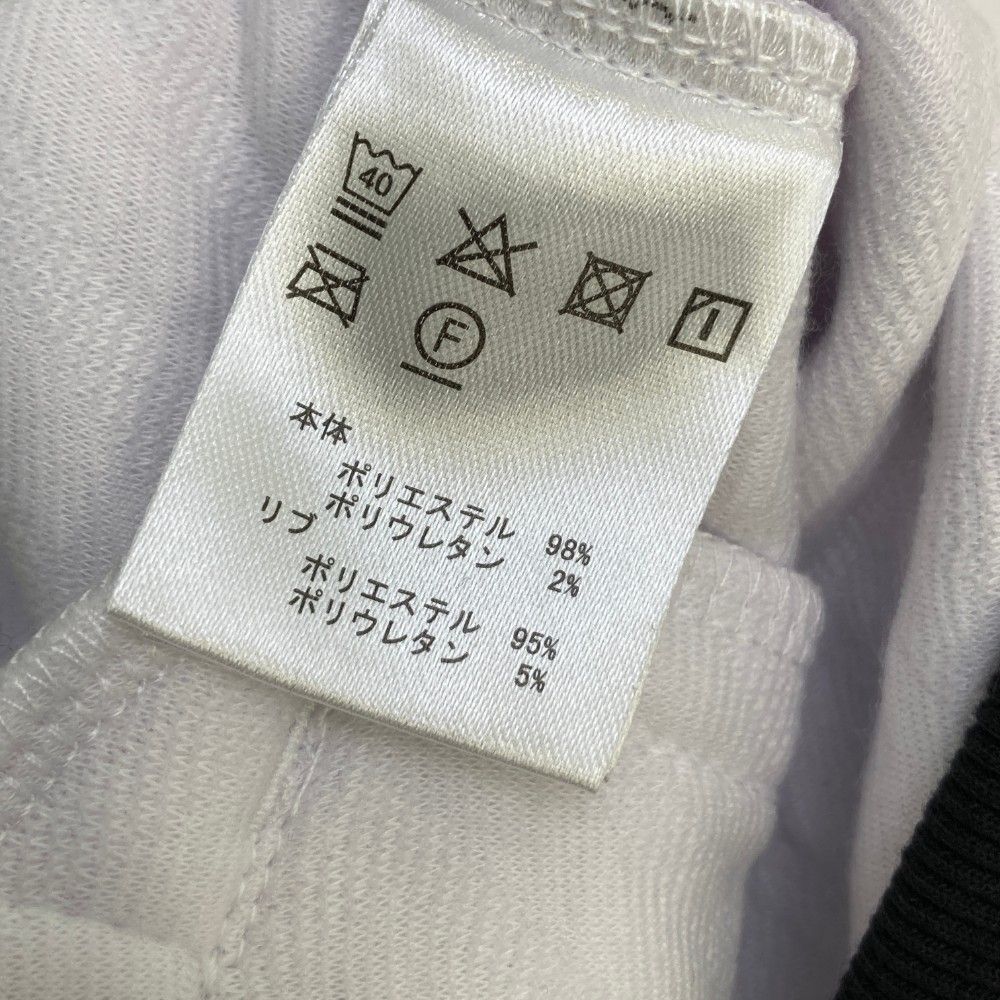 40
F
本体
ポリエステル 98%
ポリウレタン 2%
リブ
ポリエステル 95%
ポリウレタン 5%